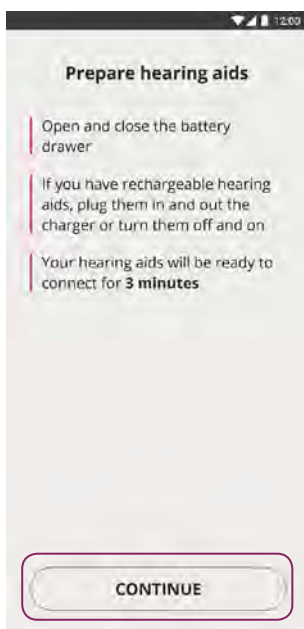 12:00
Prepare hearing aids
Open and close the battery
drawer
If you have rechargeable hearing
aids, plug them in and out the
charger or turn them off and on
Your hearing aids will be ready to
connect for 3 minutes
CONTINUE